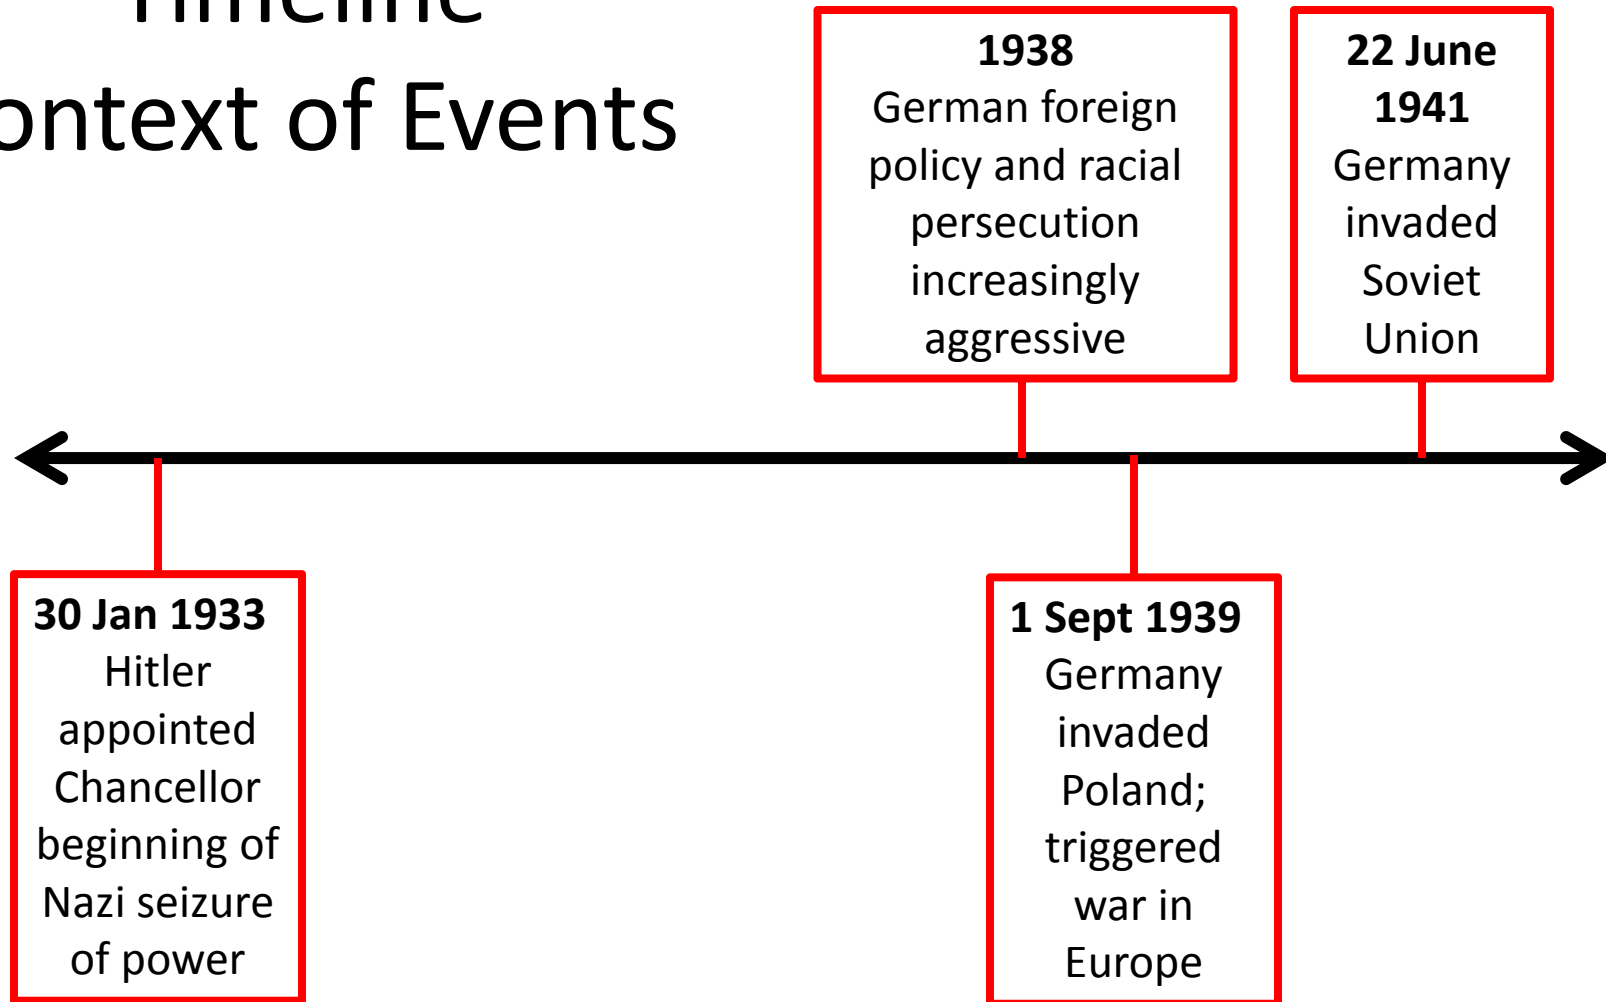 Timeline
ontext of Events
1938
German foreign
policy and racial
persecution
increasingly
aggressive
22 June
1941
Germany
invaded
Soviet
Union
30 Jan 1933
Hitler
appointed
Chancellor
beginning of
Nazi seizure
of power
1 Sept 1939
Germany
invaded
Poland;
triggered
war in
Europe